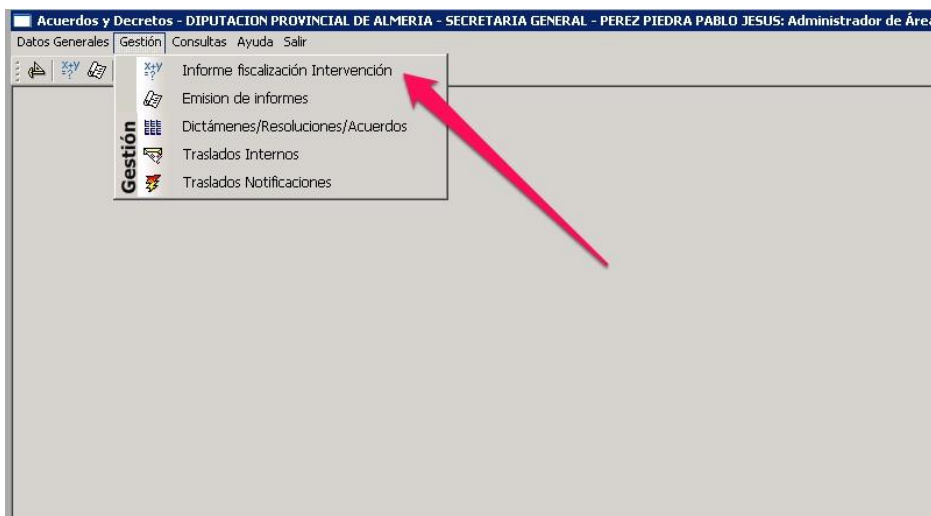 Acuerdos y Decretos - DIPUTACION PROVINCIAL DE ALMERIA - SECRETARIA GENERAL - PEREZ PIEDRA PABLO JESUS: Administrador de Área
Datos Generales Gestión Consultas Ayuda Salir
X+Y =?
X+Y =? Informe fiscalización Intervención
Emision de informes
Dictámenes/Resoluciones/Acuerdos
Traslados Internos
Traslados Notificaciones
Gestión